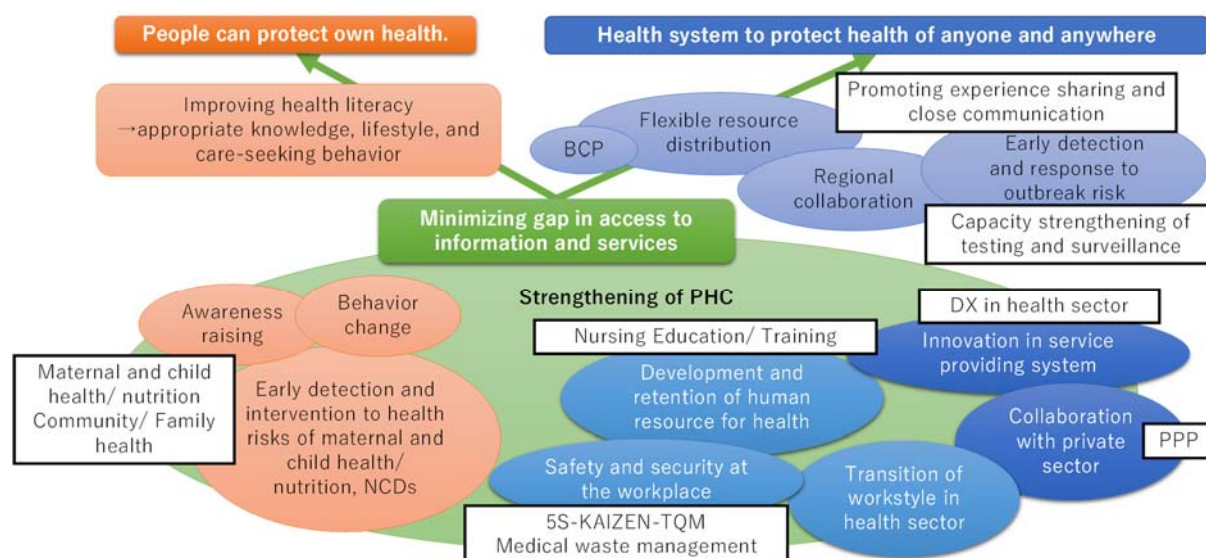 People can protect own health.
Health system to protect health of anyone and anywhere
Improving health literacy
→appropriate knowledge, lifestyle, and
care-seeking behavior
BCP
Flexible resource
distribution
Promoting experience sharing and
close communication
Regional
collaboration
Early detection
and response to
outbreak risk
Capacity strengthening of
testing and surveillance
Minimizing gap in access to
information and services
Strengthening of PHC
Awareness
raising
Behavior
change
Maternal and child
health/ nutrition
Community/ Family
health
Early detection and
intervention to health
risks of maternal and
child health/
nutrition, NCDs
Nursing Education/ Training
Development and
retention of human
resource for health
DX in health sector
Innovation in service
providing system
Collaboration
with private
sector
PPP
Safety and security at
the workplace
5S-KAIZEN-TQM
Medical waste management
Transition of
workstyle in
health sector